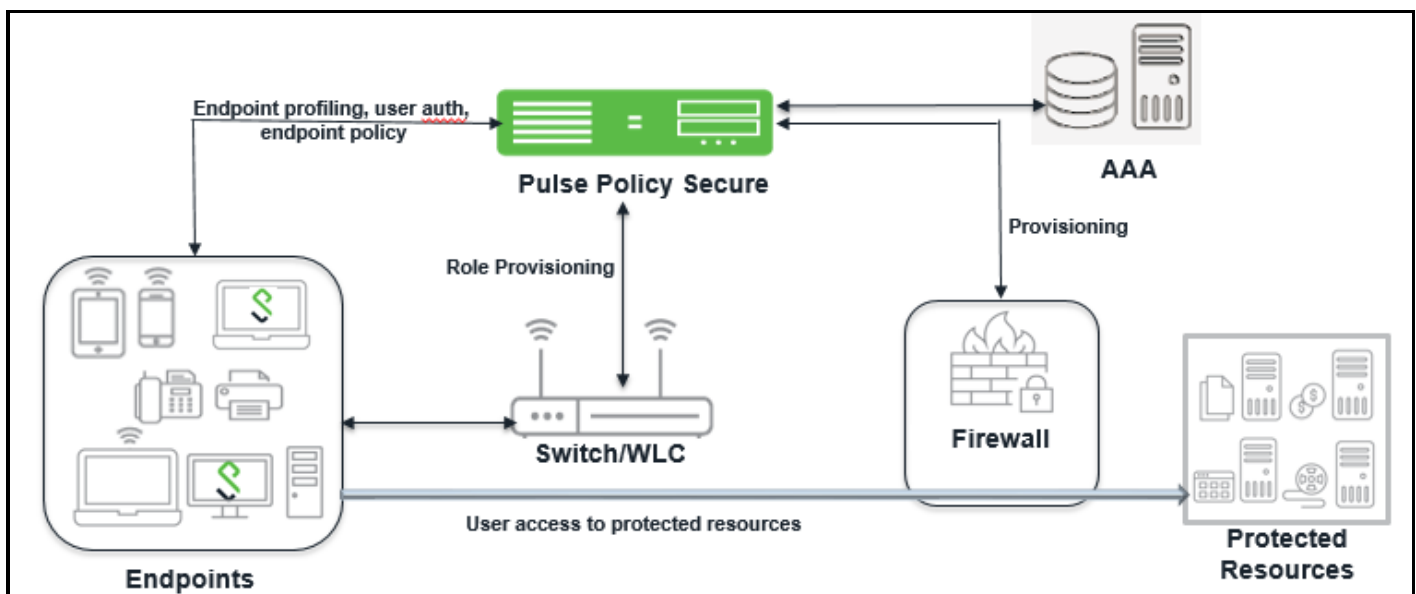 Endpoint profiling, user auth,
endpoint policy
Pulse Policy Secure
AAA
Provisioning
Role Provisioning
Switch/WLC
Firewall
User access to protected resources
Endpoints
Protected
Resources